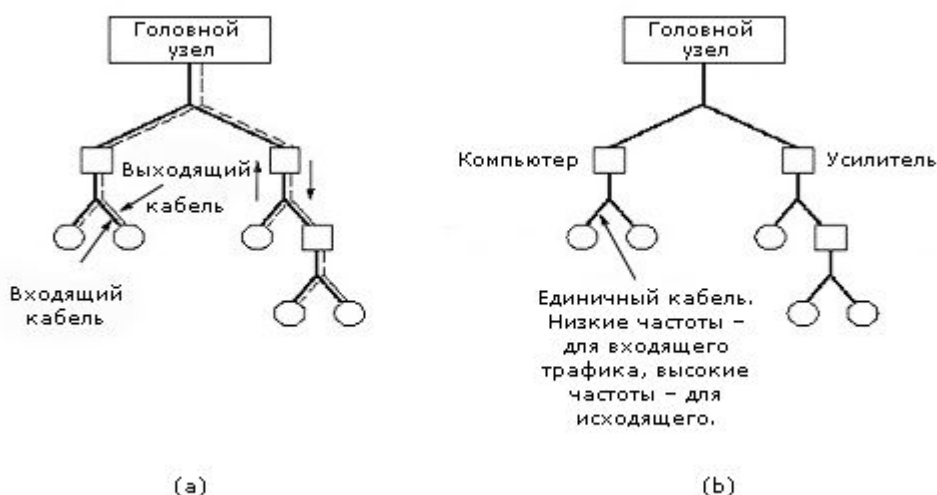 Головной
узел
Выходящий
кабель
Входящий
кабель
(a)
Головной
узел
Компьютер
Усилитель
Единичный кабель.
Низкие частоты –
для входящего
трафика, высокие
частоты – для
исходящего.
(b)